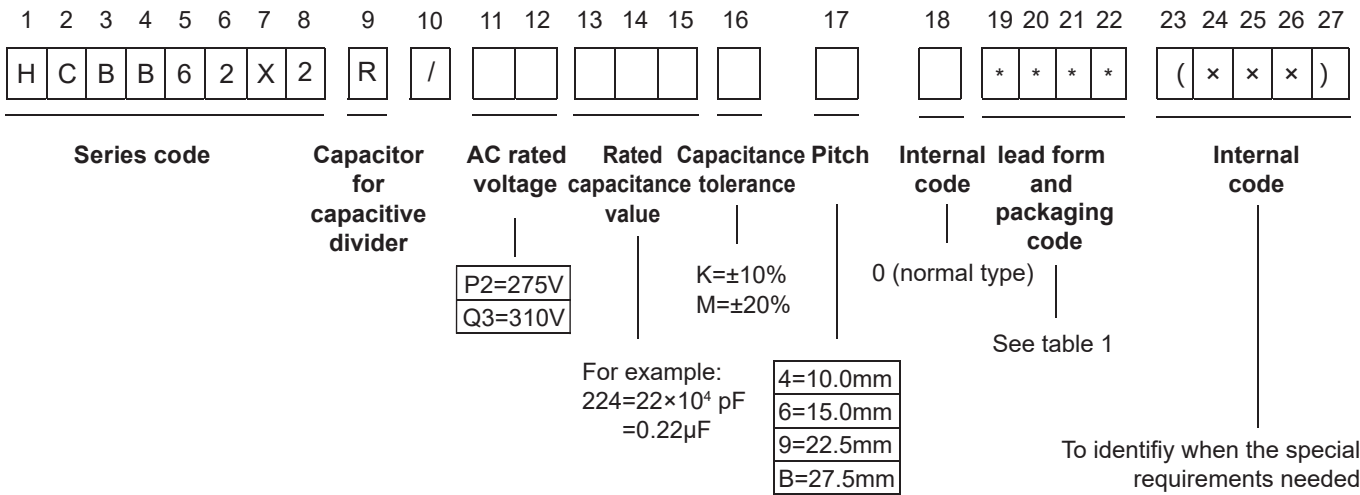 1 2 3 4 5 6 7 8 9 10 11 12 13 14 15 16 17 18 19 20 21 22 23 24 25 26 27
H C B B 6 2 X 2 R / * * * * ( × × × )
Series code
Capacitor
for
capacitive
divider
AC rated
voltage
Rated
capacitance
value
Capacitance
tolerance
Pitch
Internal
code
lead form
and
packaging
code
Internal
code
P2=275V
Q3=310V
For example:
224=22×10⁴ pF
=0.22μF
K=±10%
M=±20%
4=10.0mm
6=15.0mm
9=22.5mm
B=27.5mm
0 (normal type)
See table 1
To identifiy when the special
requirements needed